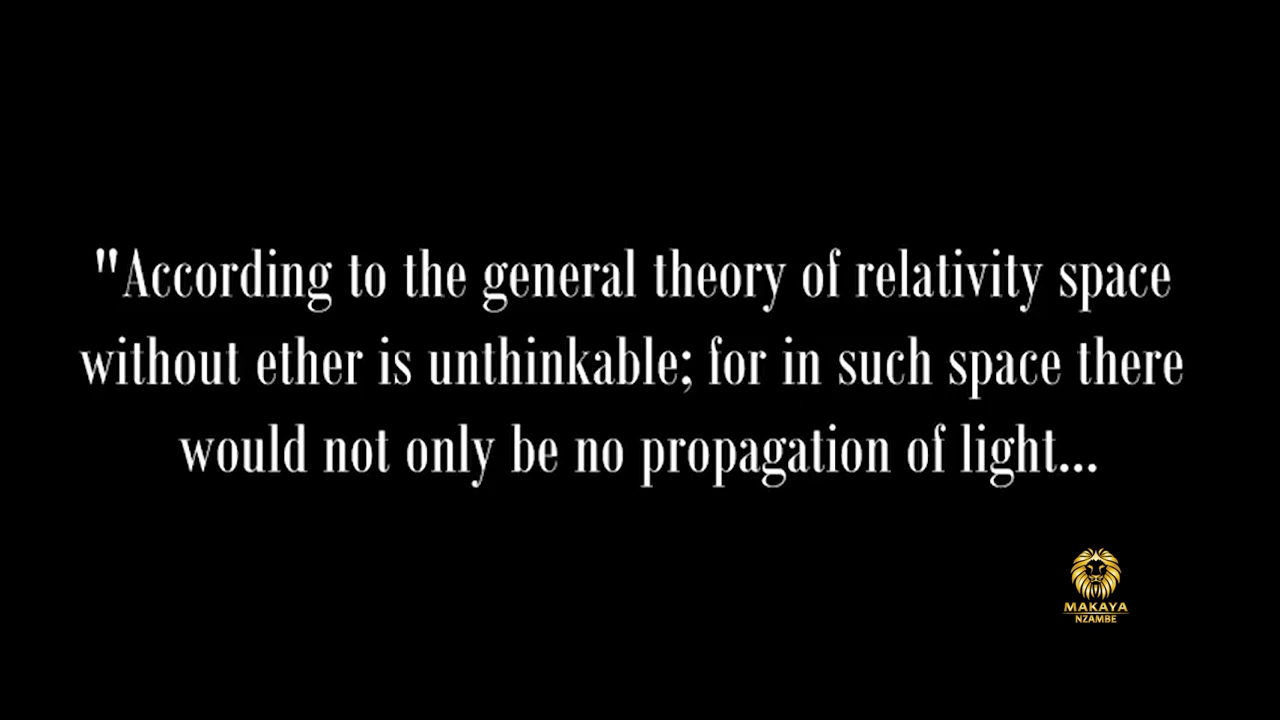 "According to the general theory of relativity space
without ether is unthinkable; for in such space there
would not only be no propagation of light...
MAKAYA
NZAMBE